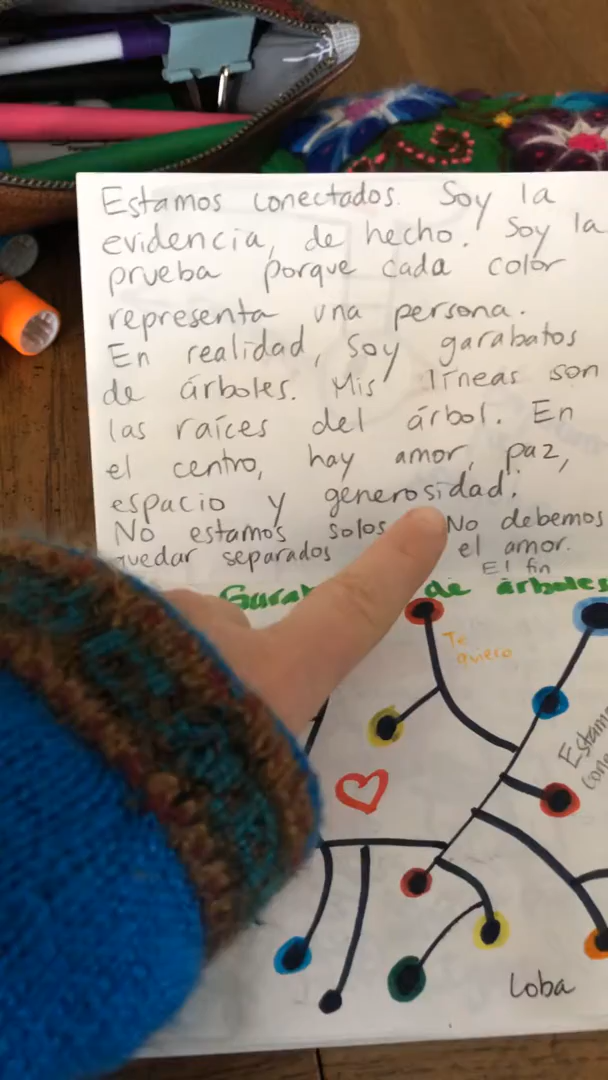 Estamos conectados. Soy la
evidencia, de hecho. Soy la
prueba porque cada color
representa una persona.
En realidad, soy garabatos
de árboles. Mis líneas son
las raíces del árbol. En
el centro, hay amor, paz,
espacio y generosidad.
No estamos solos. No debemos
quedar separados el amor.
El fin
de árboles
Te
quiero
Loba